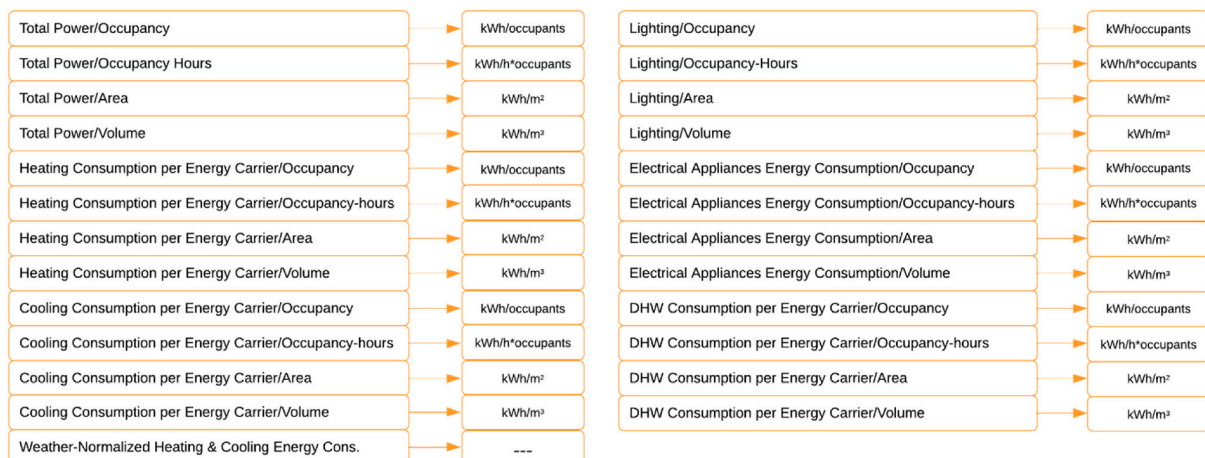 Total Power/Occupancy
kWh/occupants
Total Power/Occupancy Hours
kWh/h*occupants
Total Power/Area
kWh/m²
Total Power/Volume
kWh/m³
Heating Consumption per Energy Carrier/Occupancy
kWh/occupants
Heating Consumption per Energy Carrier/Occupancy-hours
kWh/h*occupants
Heating Consumption per Energy Carrier/Area
kWh/m²
Heating Consumption per Energy Carrier/Volume
kWh/m³
Cooling Consumption per Energy Carrier/Occupancy
kWh/occupants
Cooling Consumption per Energy Carrier/Occupancy-hours
kWh/h*occupants
Cooling Consumption per Energy Carrier/Area
kWh/m²
Cooling Consumption per Energy Carrier/Volume
kWh/m³
Weather-Normalized Heating & Cooling Energy Cons.
---
Lighting/Occupancy
kWh/occupants
Lighting/Occupancy-Hours
kWh/h*occupants
Lighting/Area
kWh/m²
Lighting/Volume
kWh/m³
Electrical Appliances Energy Consumption/Occupancy
kWh/occupants
Electrical Appliances Energy Consumption/Occupancy-hours
kWh/h*occupants
Electrical Appliances Energy Consumption/Area
kWh/m²
Electrical Appliances Energy Consumption/Volume
kWh/m³
DHW Consumption per Energy Carrier/Occupancy
kWh/occupants
DHW Consumption per Energy Carrier/Occupancy-hours
kWh/h*occupants
DHW Consumption per Energy Carrier/Area
kWh/m²
DHW Consumption per Energy Carrier/Volume
kWh/m³